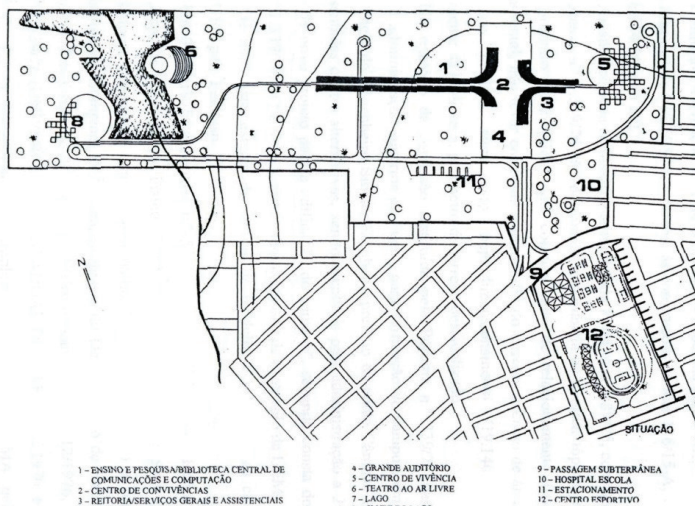 6
1
2
5
3
8
4
11
10
N
9
12
SITUAÇÃO
1 - ENSINO E PESQUISA/BIBLIOTECA CENTRAL DE
COMUNICAÇÕES E COMPUTAÇÃO
2 - CENTRO DE CONVIVÊNCIAS
3 - REITORIA/SERVIÇOS GERAIS E ASSISTENCIAIS
4 - GRANDE AUDITÓRIO
5 - CENTRO DE VIVÊNCIA
6 - TEATRO AO AR LIVRE
7 - LAGO
9 - PASSAGEM SUBTERRÂNEA
10 - HOSPITAL ESCOLA
11 - ESTACIONAMENTO
12 - CENTRO ESPORTIVO